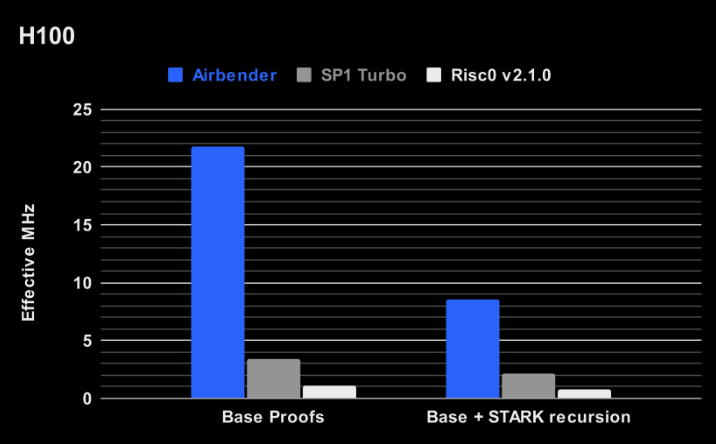 H100
Airbender SP1 Turbo Risc0 v2.1.0
25
20
15
10
5
0
Effective MHz
Base Proofs Base + STARK recursion